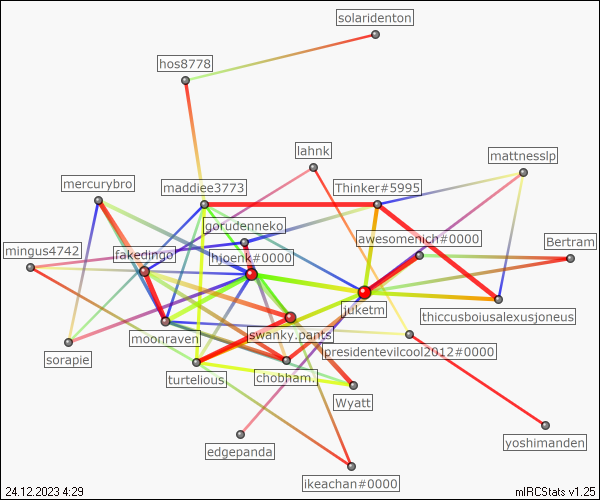 solaridenton
hos8778
lahnk
mattnesslp
mercurybro
maddiee3773
Thinker#5995
gorudenneko
awesomenich#0000
Bertram
mingus4742
fakedingo
hjoenk#0000
juketm
thiccusboiusalexusjoneus
swanky.pants
moonraven
sorapie
presidentevilcool2012#0000
turtelious
chobham.
Wyatt
edgepanda
yoshimanden
ikeachan#0000
24.12.2023 4:29
mIRCStats v1.25